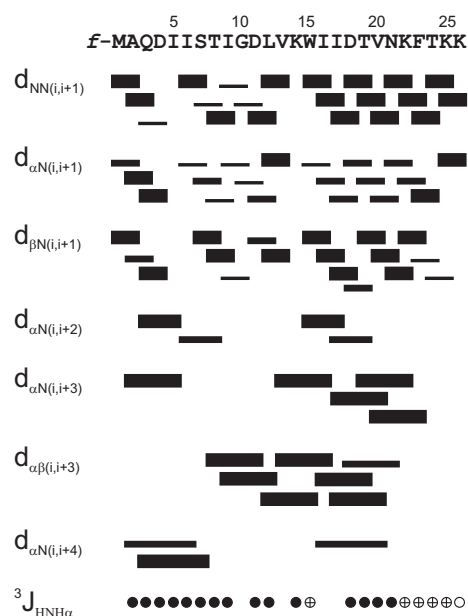 5 10 15 20 25
f-MAQDIISTIGDLVKWIIDTVNKFTKK
dNN(i,i+1)
dαN(i,i+1)
dβN(i,i+1)
dαN(i,i+2)
dαN(i,i+3)
dαβ(i,i+3)
dαN(i,i+4)
3JHNHα